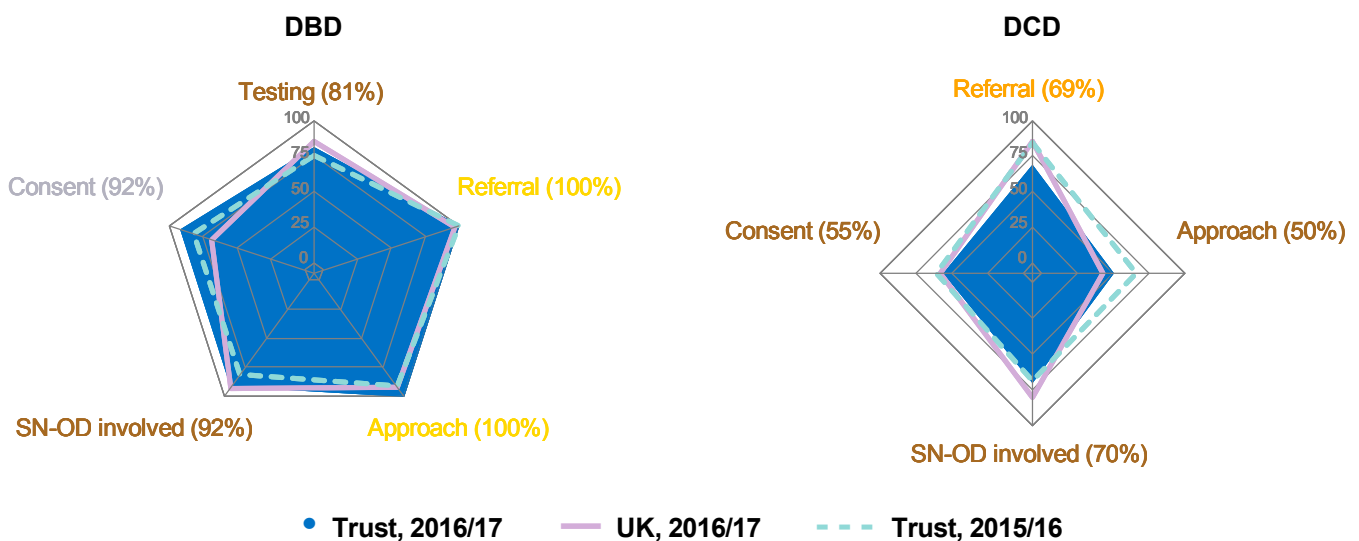 DBD
Testing (81%)
100
75
50
25
0
Consent (92%)
Referral (100%)
SN-OD involved (92%)
Approach (100%)
DCD
Referral (69%)
100
75
50
25
0
Consent (55%)
Approach (50%)
SN-OD involved (70%)
Trust, 2016/17
UK, 2016/17
Trust, 2015/16